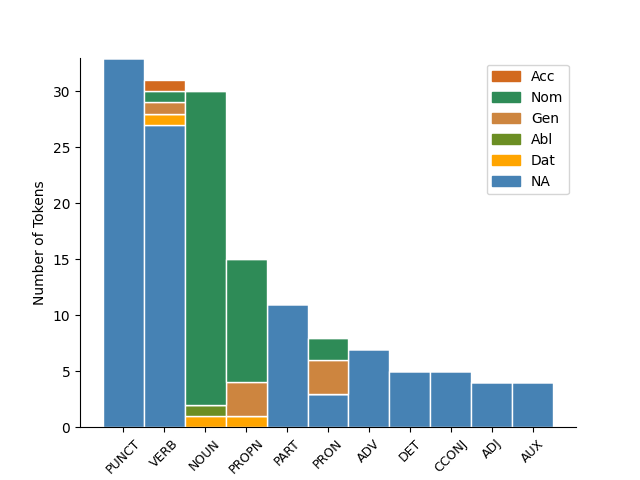 Acc
Nom
Gen
Abl
Dat
NA
Number of Tokens
30
25
20
15
10
5
0
PUNCT
VERB
NOUN
PROPN
PART
PRON
ADV
DET
CCONJ
ADJ
AUX